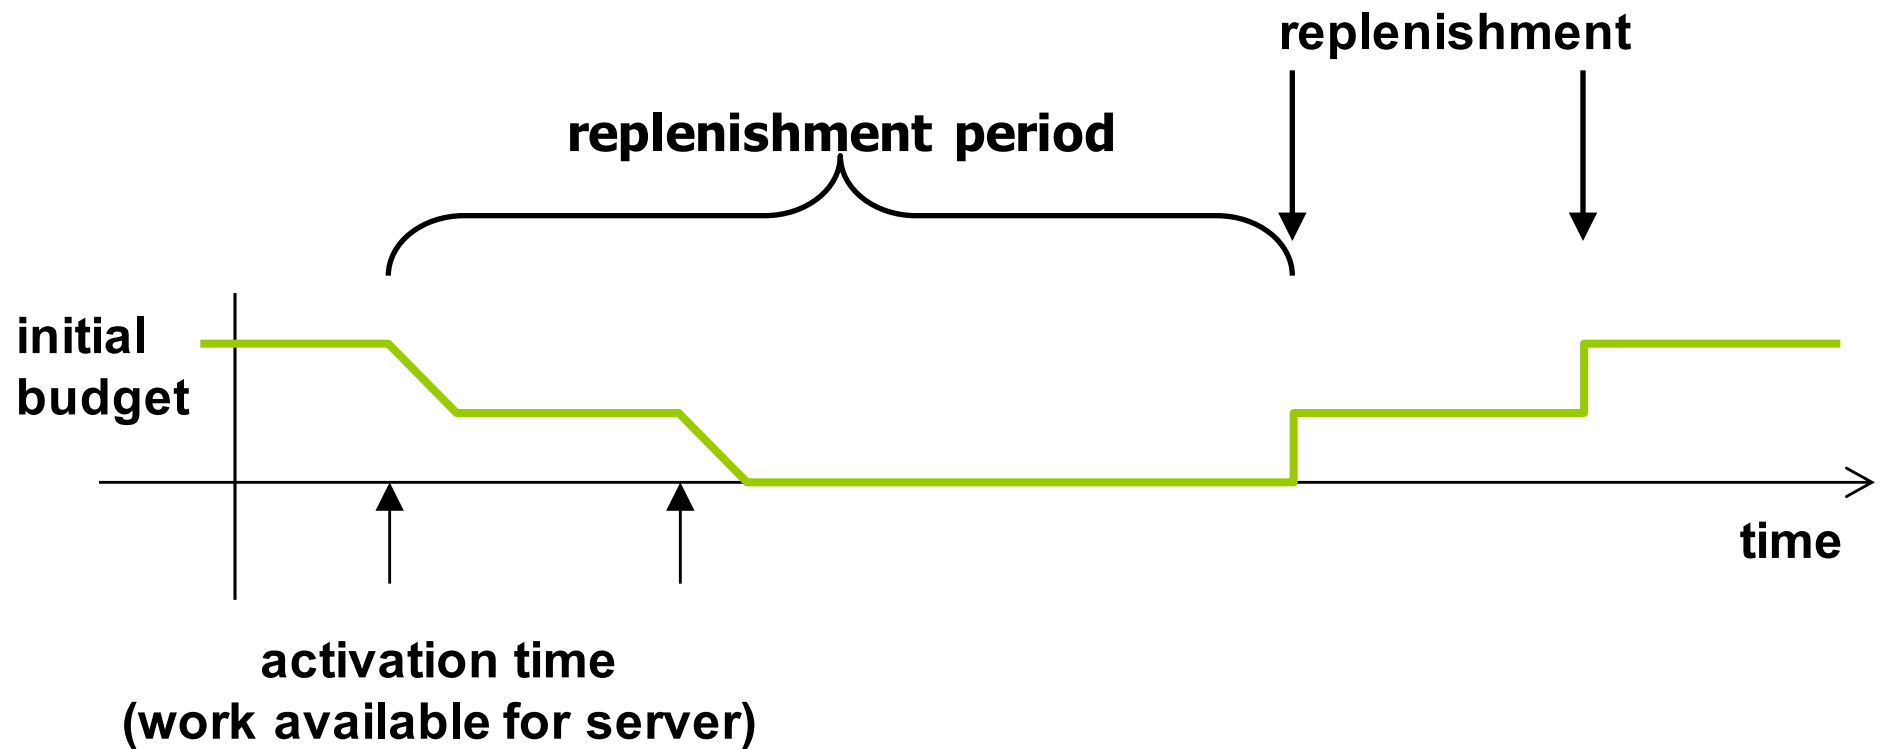 replenishment
replenishment period
initial
budget
time
activation time
(work available for server)